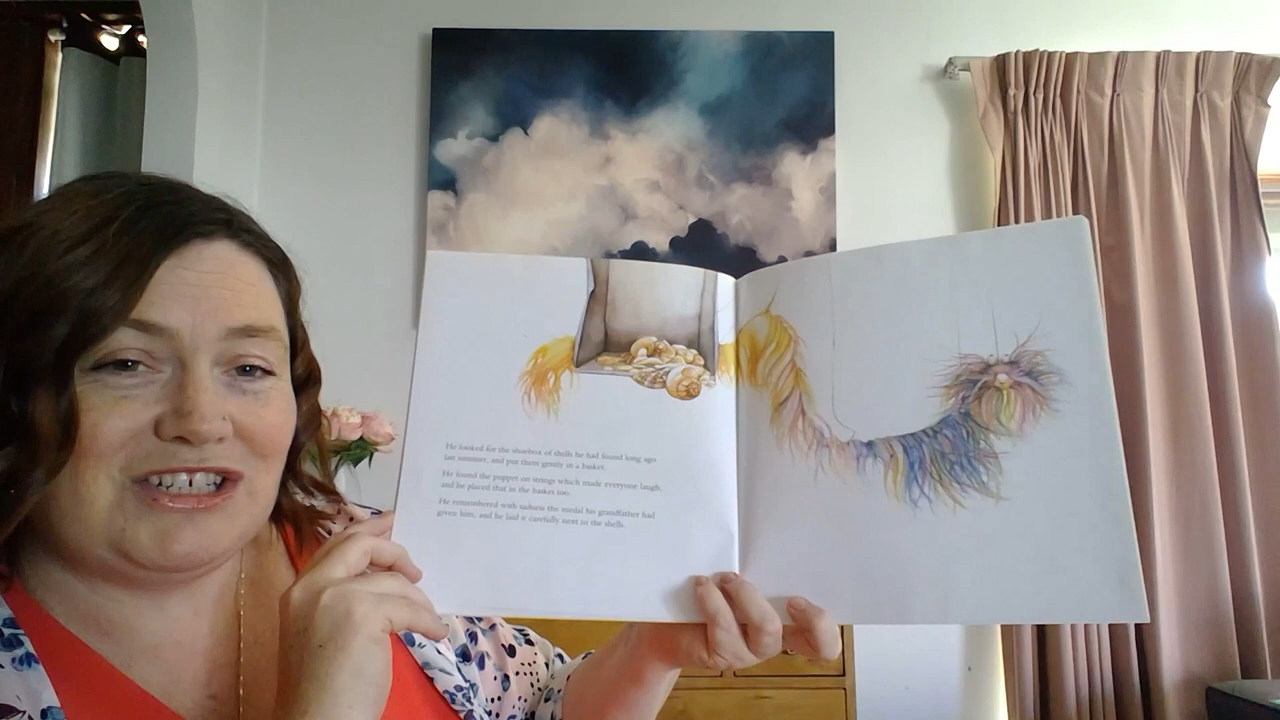 He looked for the shoebox of shells he had found long ago
last summer, and put them gently in a basket.
He found the puppet on strings which made everyone laugh,
and he placed that in the basket too.
He remembered with sadness the medal his grandfather had
given him, and he laid it carefully next to the shells.